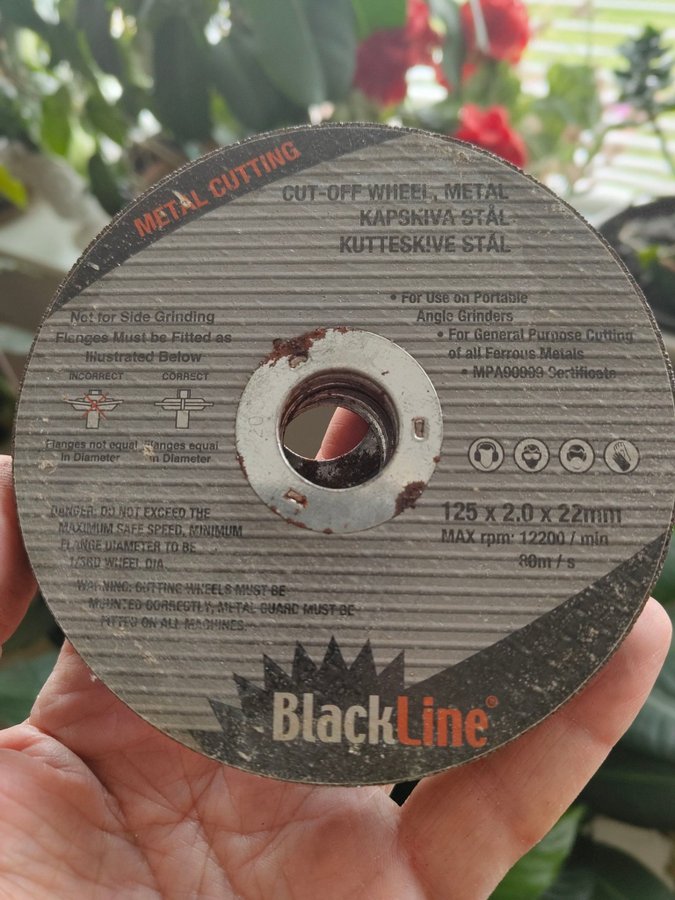 METAL CUTTING
CUT-OFF WHEEL, METAL
KAPSKIVA STÅL
KUTTESKIVE STÅL
• For Use on Portable
Angle Grinders
• For General Purpose Cutting
of all Ferrous Metals
• MPA90909 Certificate
Not for Side Grinding
Flanges Must be Fitted as
Illustrated Below
INCORRECT
CORRECT
Flanges not equal
in Diameter
Flanges equal
in Diameter
DANGER: DO NOT EXCEED THE
MAXIMUM SAFE SPEED, MINIMUM
FLANGE DIAMETER TO BE
1/3RD WHEEL DIA.
WARNING: CUTTING WHEELS MUST BE
MOUNTED CORRECTLY, METAL GUARD MUST BE
FITTED ON ALL MACHINES.
125 x 2.0 x 22mm
MAX rpm: 12200 / min
80m / s
BlackLine®